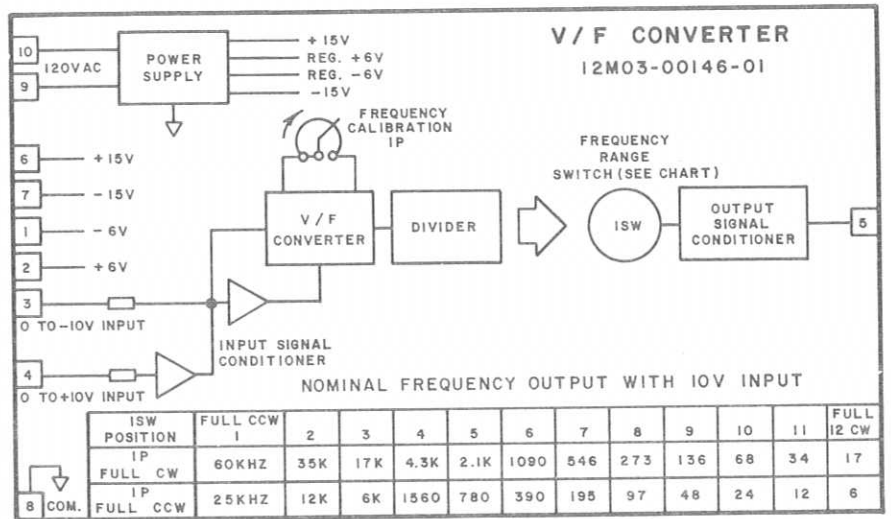 V/F CONVERTER
12M03-00146-01
10
120VAC
9
POWER
SUPPLY
+15V
REG. +6V
REG. -6V
-15V
FREQUENCY
CALIBRATION
1P
6
+15V
7
-15V
1
-6V
2
+6V
3
0 TO-10V INPUT
4
0 TO+10V INPUT
V/F
CONVERTER
DIVIDER
FREQUENCY
RANGE
SWITCH (SEE CHART)
1SW
OUTPUT
SIGNAL
CONDITIONER
5
INPUT SIGNAL
CONDITIONER
NOMINAL FREQUENCY OUTPUT WITH 10V INPUT
1SW POSITION FULL CCW 1 2 3 4 5 6 7 8 9 10 11 FULL 12 CW
1P FULL CW 60KHZ 35K 17K 4.3K 2.1K 1090 546 273 136 68 34 17
1P FULL CCW 25KHZ 12K 6K 1560 780 390 195 97 48 24 12 6
8 COM.